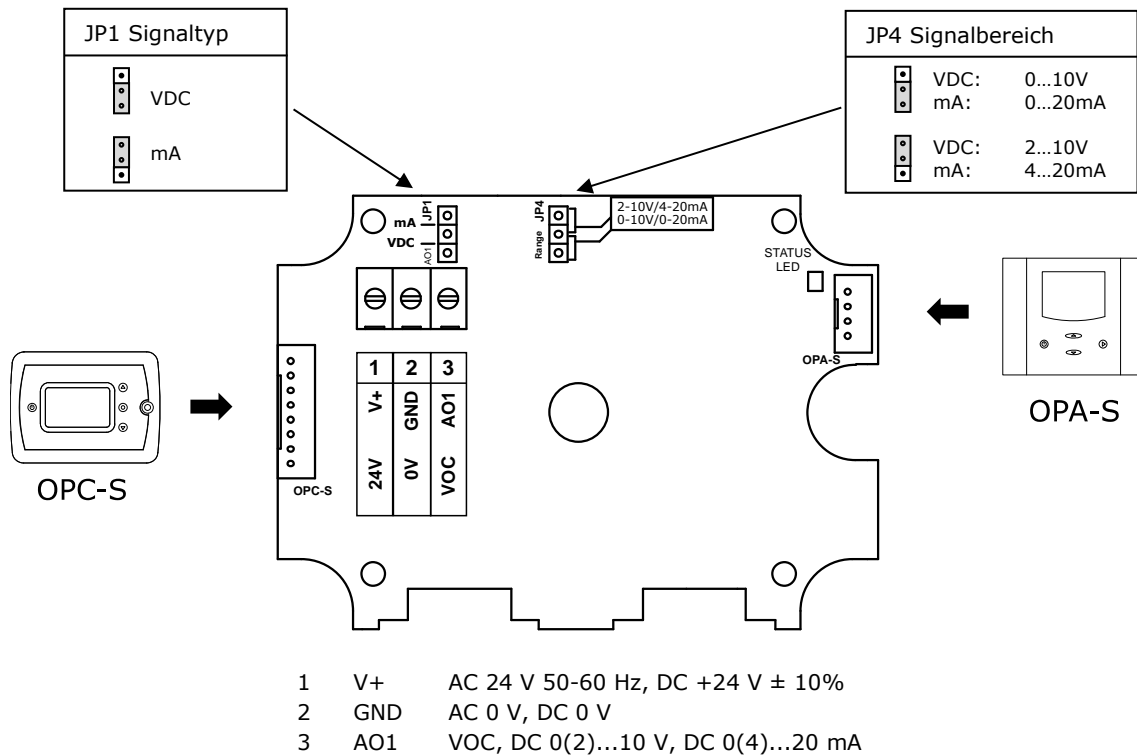 JP1 Signaltyp
VDC
mA
JP4 Signalbereich
VDC: 0...10V
mA: 0...20mA
VDC: 2...10V
mA: 4...20mA
JP1
mA
VDC
AO1
JP4
Range
2-10V/4-20mA
0-10V/0-20mA
STATUS
LED
OPA-S
OPA-S
OPC-S
OPC-S
1 2 3
V+ GND AO1
24V 0V VOC
1 V+ AC 24 V 50-60 Hz, DC +24 V ± 10%
2 GND AC 0 V, DC 0 V
3 AO1 VOC, DC 0(2)...10 V, DC 0(4)...20 mA